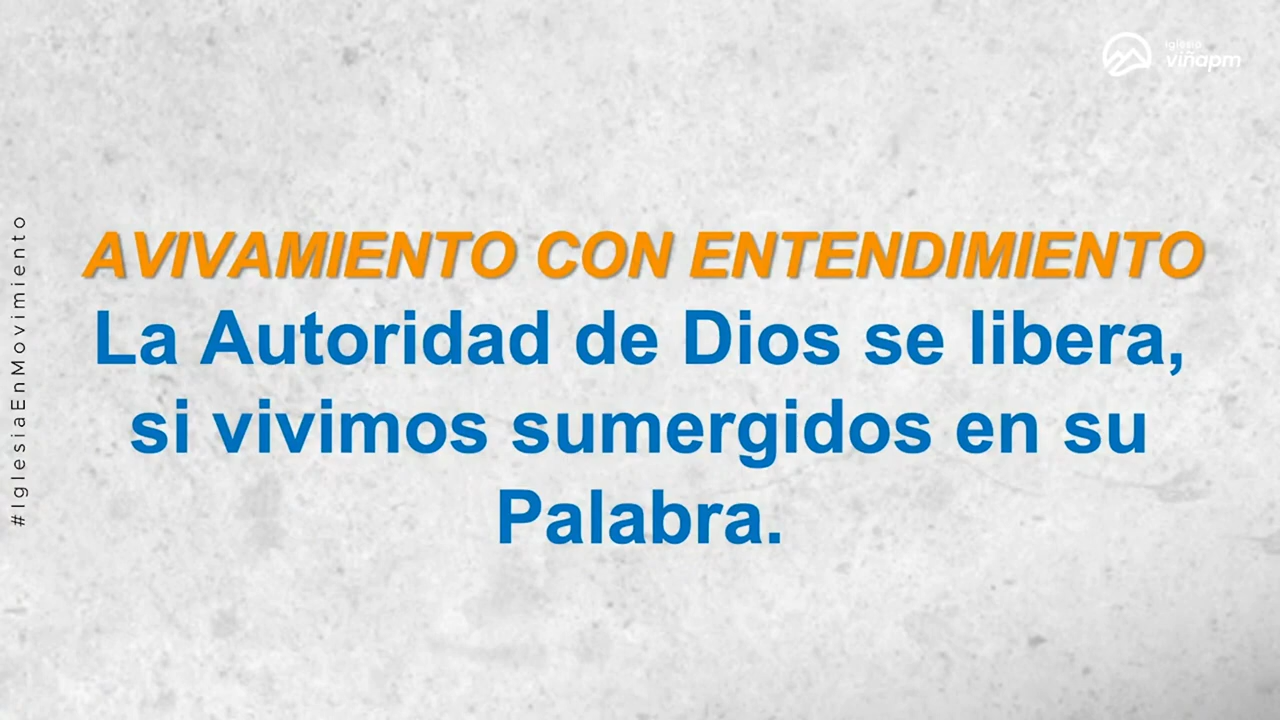 iglesia
viñapm
#IglesiaEnMovimiento
AVIVAMIENTO CON ENTENDIMIENTO
La Autoridad de Dios se libera,
si vivimos sumergidos en su
Palabra.